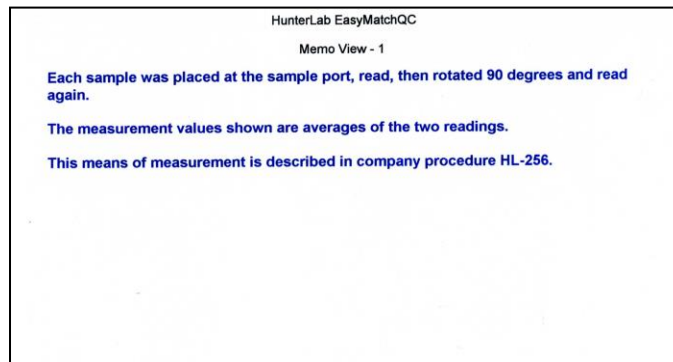 HunterLab EasyMatchQC
Memo View - 1
Each sample was placed at the sample port, read, then rotated 90 degrees and read
again.
The measurement values shown are averages of the two readings.
This means of measurement is described in company procedure HL-256.